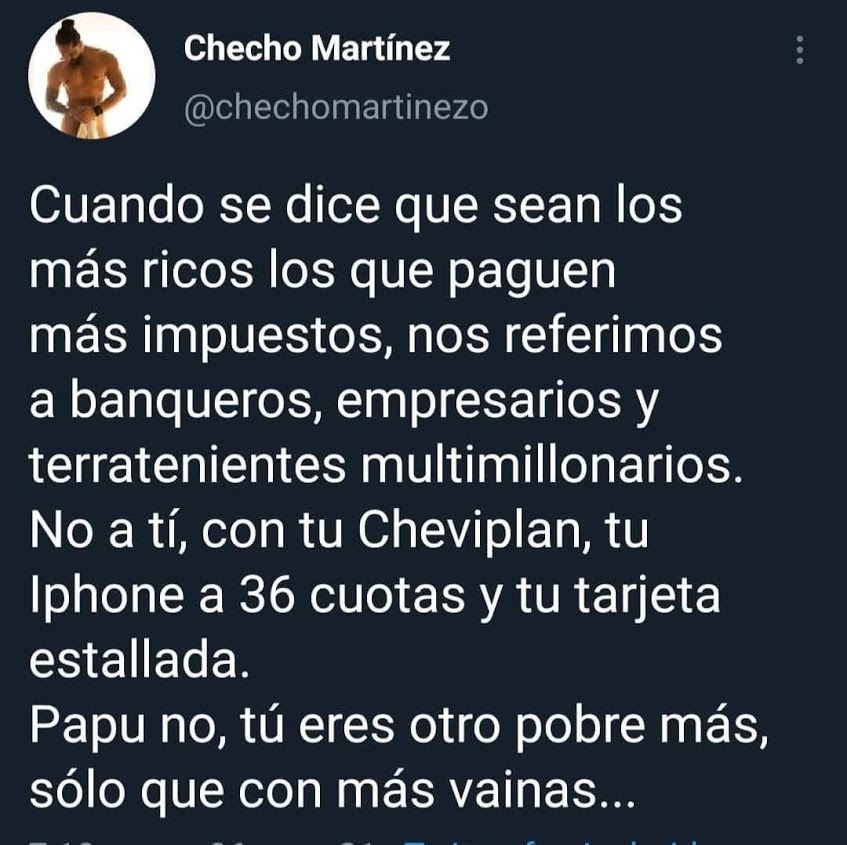 Checho Martínez
@chechomartinezo
Cuando se dice que sean los
más ricos los que paguen
más impuestos, nos referimos
a banqueros, empresarios y
terratenientes multimillonarios.
No a tí, con tu Cheviplan, tu
Iphone a 36 cuotas y tu tarjeta
estallada.
Papu no, tú eres otro pobre más,
sólo que con más vainas...